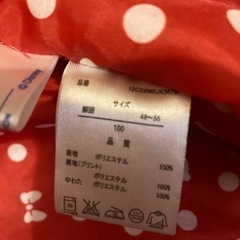 品番
サイズ
胴囲 48~56
100
品質
表地 ポリエステル 100%
裏地(プリント) ポリエステル 100%
中わた ポリエステル 100%
© Disney